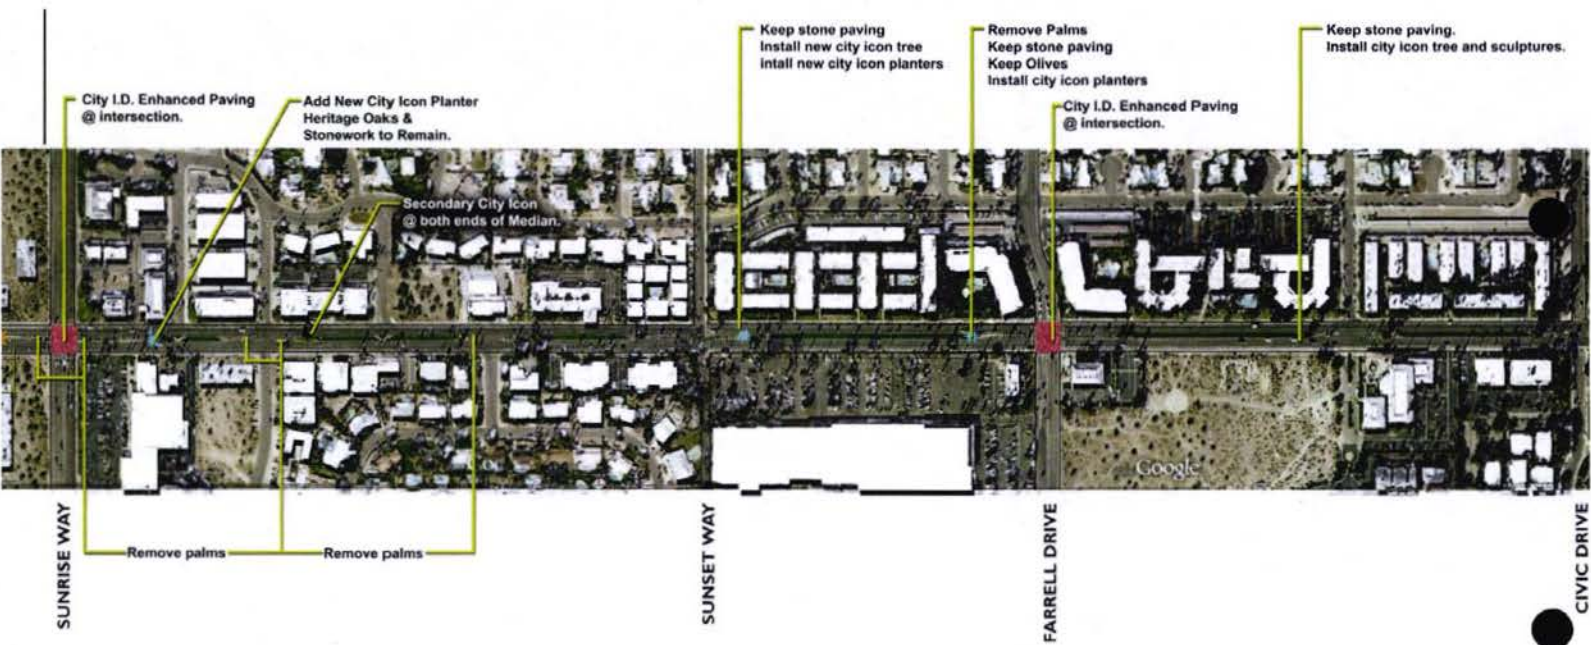 Keep stone paving
Install new city icon tree
intall new city icon planters
Remove Palms
Keep stone paving
Keep Olives
Install city icon planters
Keep stone paving.
Install city icon tree and sculptures.
City I.D. Enhanced Paving
@ intersection.
Add New City Icon Planter
Heritage Oaks &
Stonework to Remain.
City I.D. Enhanced Paving
@ intersection.
Secondary City Icon
@ both ends of Median.
Google
Remove palms
Remove palms
SUNRISE WAY
SUNSET WAY
FARRELL DRIVE
CIVIC DRIVE